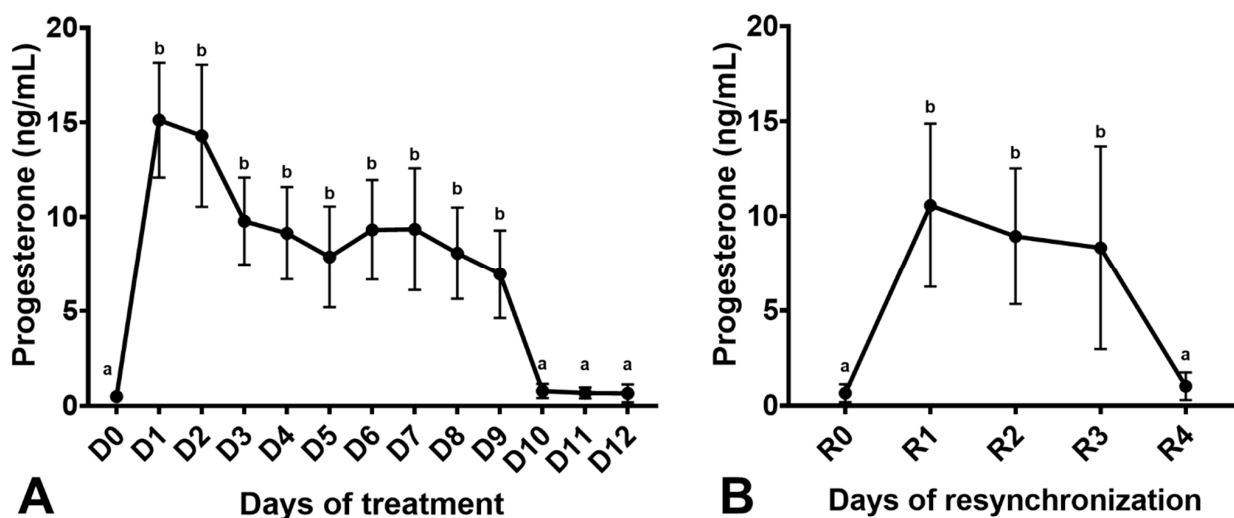 Progesterone (ng/mL)
20
15
10
5
0
a
b
b
b
b
b
b
b
b
b
a
a
a
D0
D1
D2
D3
D4
D5
D6
D7
D8
D9
D10
D11
D12
A
Days of treatment
Progesterone (ng/mL)
20
15
10
5
0
a
b
b
b
a
R0
R1
R2
R3
R4
B
Days of resynchronization